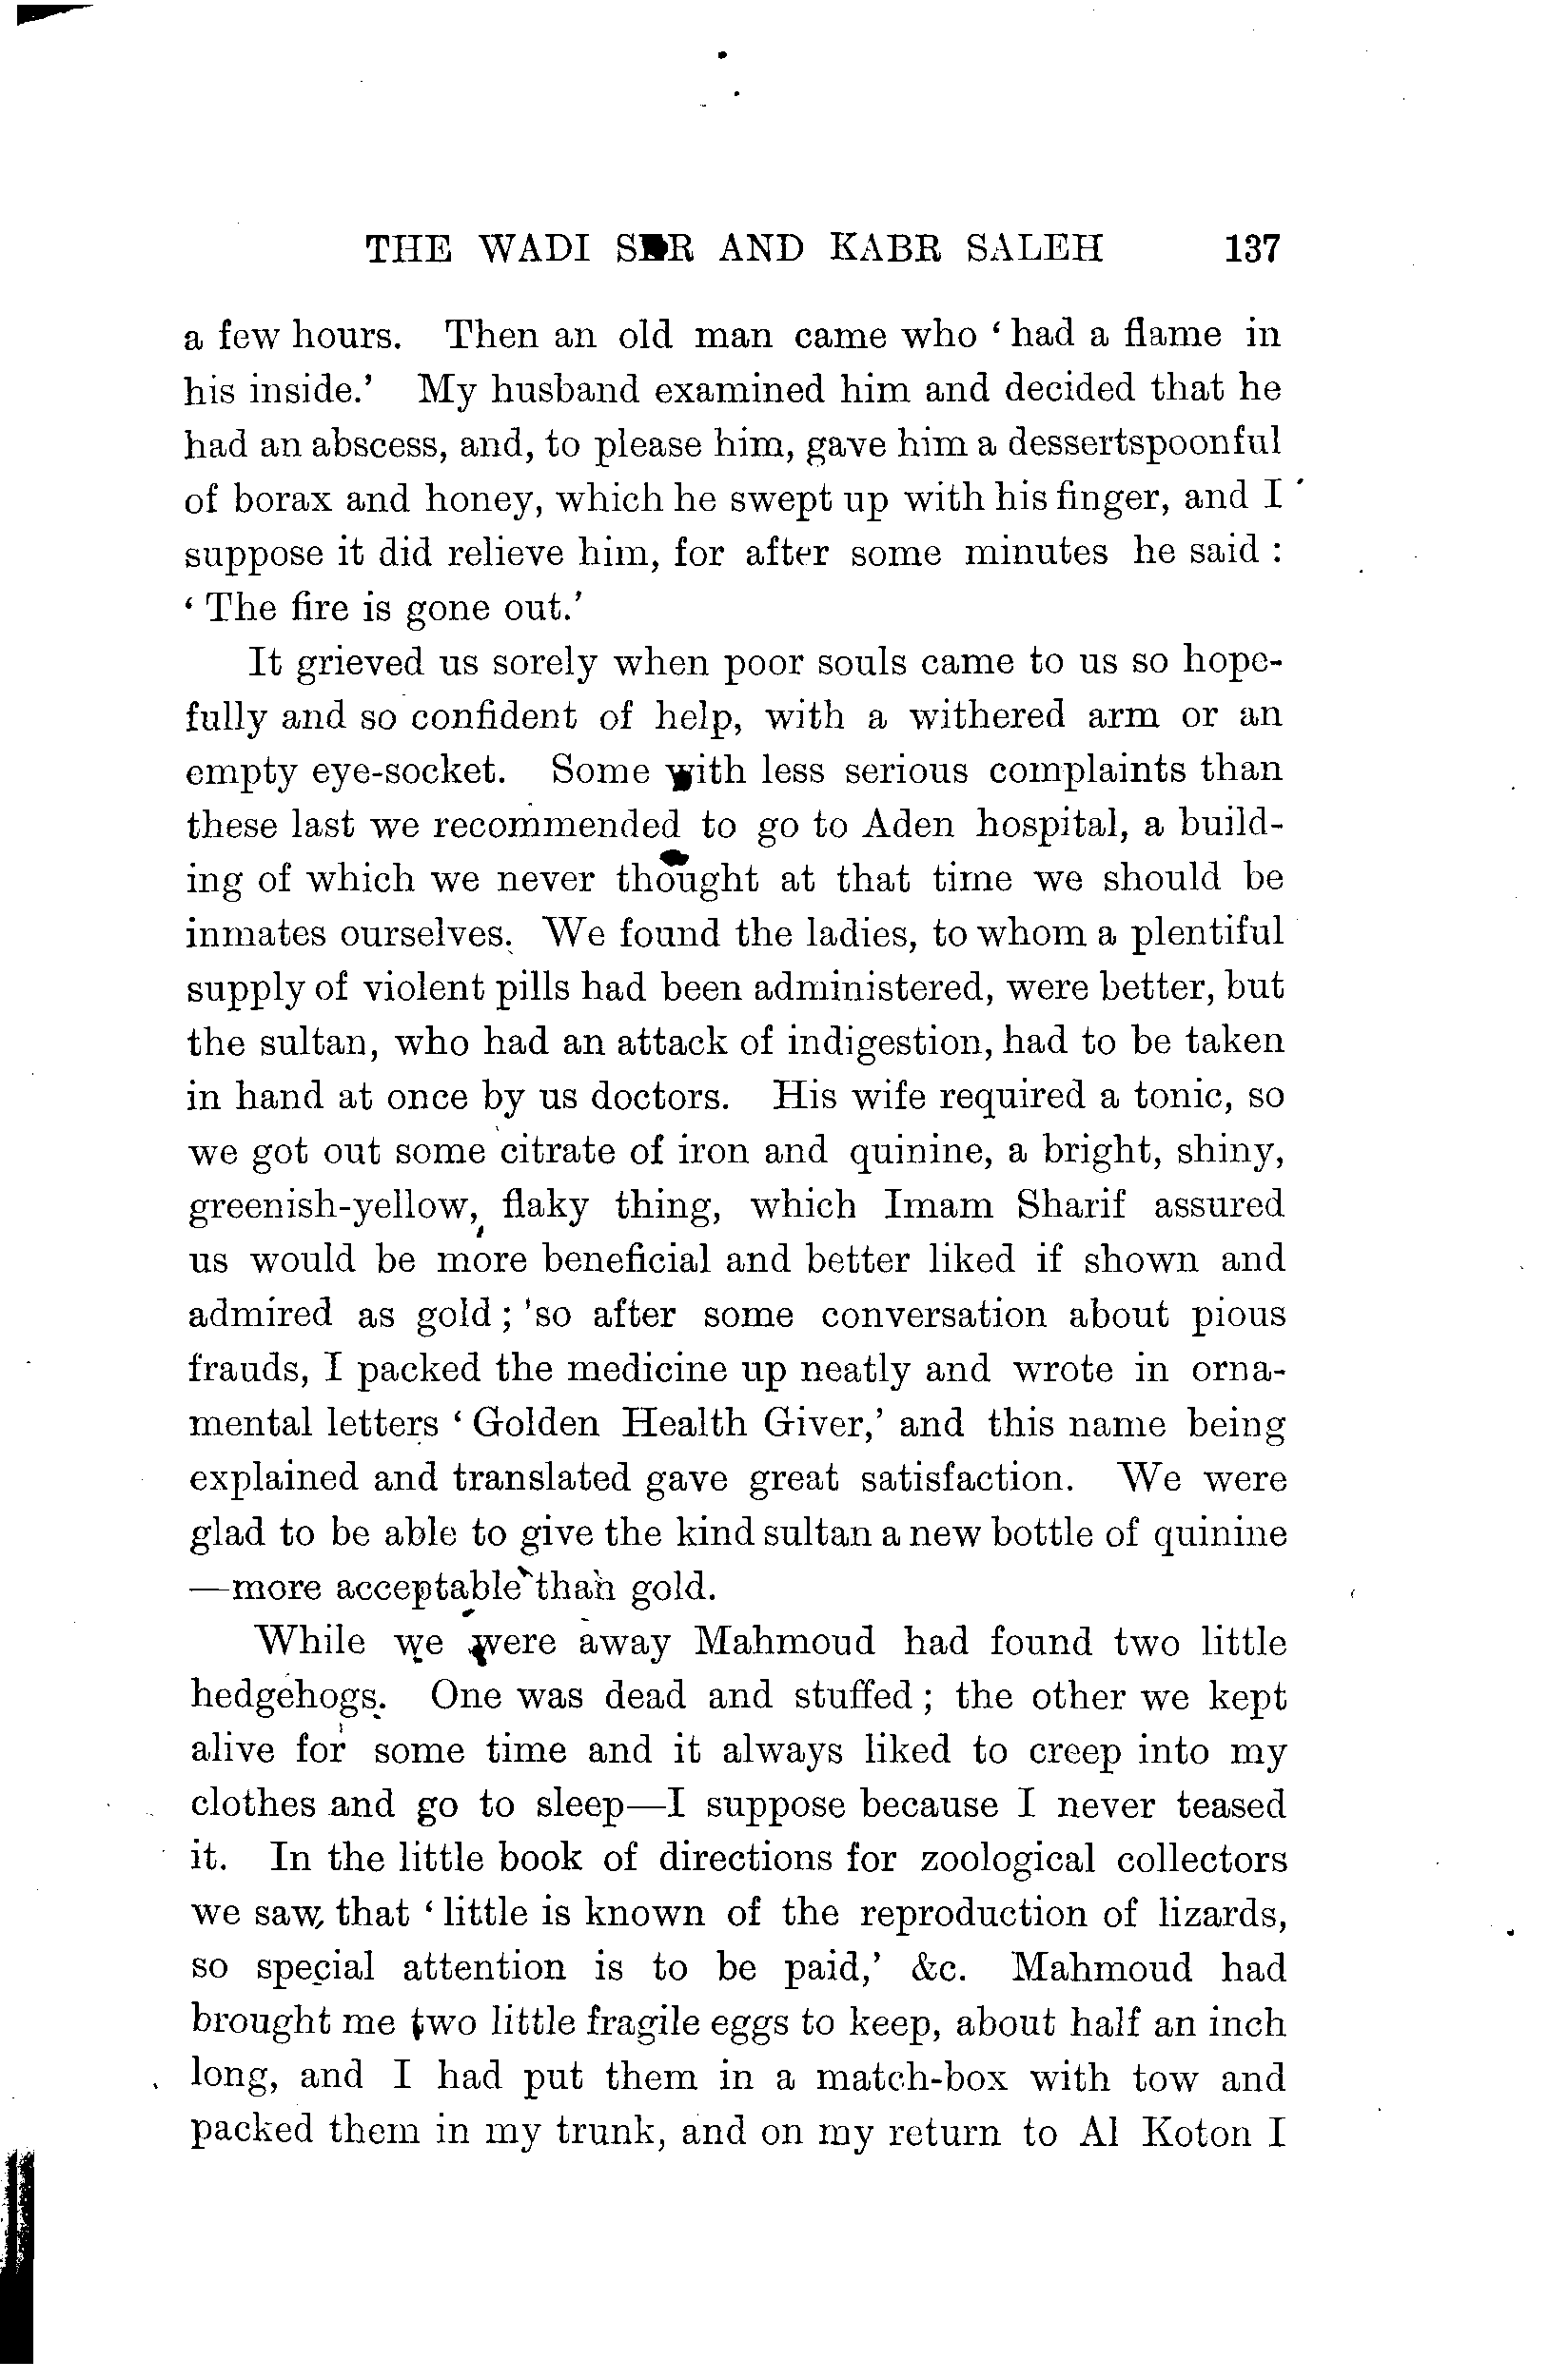 THE WADI SER AND KABR SALEH 137
a few hours. Then an old man came who ‘ had a flame in
his inside.’ My husband examined him and decided that he
had an abscess, and, to please him, gave him a dessertspoonful
of borax and honey, which he swept up with his finger, and I
suppose it did relieve him, for after some minutes he said :
‘ The fire is gone out.’
It grieved us sorely when poor souls came to us so hope-
fully and so confident of help, with a withered arm or an
empty eye-socket. Some with less serious complaints than
these last we recommended to go to Aden hospital, a build-
ing of which we never thought at that time we should be
inmates ourselves. We found the ladies, to whom a plentiful
supply of violent pills had been administered, were better, but
the sultan, who had an attack of indigestion, had to be taken
in hand at once by us doctors. His wife required a tonic, so
we got out some citrate of iron and quinine, a bright, shiny,
greenish-yellow, flaky thing, which Imam Sharif assured
us would be more beneficial and better liked if shown and
admired as gold ; so after some conversation about pious
frauds, I packed the medicine up neatly and wrote in orna-
mental letters ‘ Golden Health Giver,’ and this name being
explained and translated gave great satisfaction. We were
glad to be able to give the kind sultan a new bottle of quinine
—more acceptable than gold.
While we were away Mahmoud had found two little
hedgehogs. One was dead and stuffed ; the other we kept
alive for some time and it always liked to creep into my
clothes and go to sleep—I suppose because I never teased
it. In the little book of directions for zoological collectors
we saw that ‘ little is known of the reproduction of lizards,
so special attention is to be paid,’ &c. Mahmoud had
brought me two little fragile eggs to keep, about half an inch
long, and I had put them in a match-box with tow and
packed them in my trunk, and on my return to Al Koton I